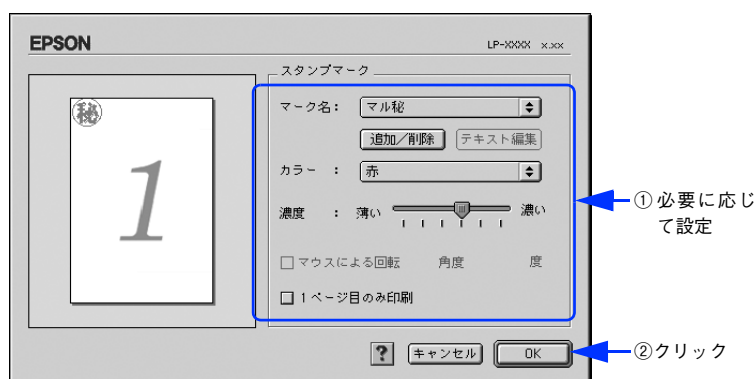 EPSON
LP-XXXX x.xx
スタンプマーク
秘
1
マーク名： マル秘
追加／削除 テキスト編集
カラー ： 赤
濃度 ： 薄い 濃い
マウスによる回転 角度 度
1ページ目のみ印刷
? キャンセル OK
①必要に応じ
て設定
②クリック